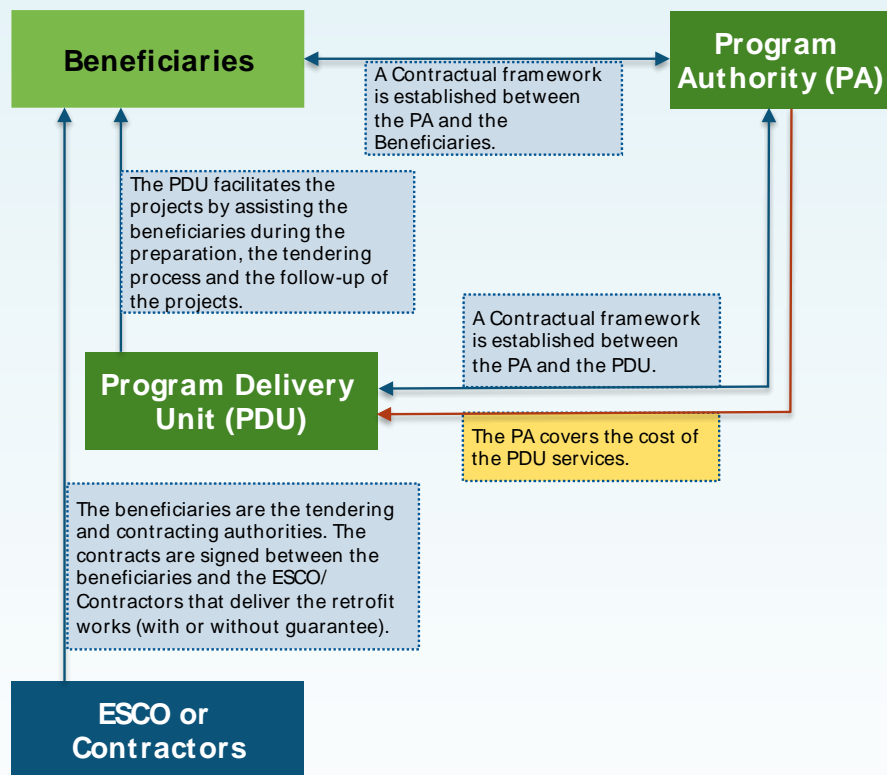 Beneficiaries
Program
Authority (PA)
A Contractual framework
is established between
the PA and the
Beneficiaries.
The PDU facilitates the
projects by assisting the
beneficiaries during the
preparation, the tendering
process and the follow-up of
the projects.
A Contractual framework
is established between
the PA and the PDU.
Program Delivery
Unit (PDU)
The PA covers the cost of
the PDU services.
The beneficiaries are the tendering
and contracting authorities. The
contracts are signed between the
beneficiaries and the ESCO/
Contractors that deliver the retrofit
works (with or without guarantee).
ESCO or
Contractors